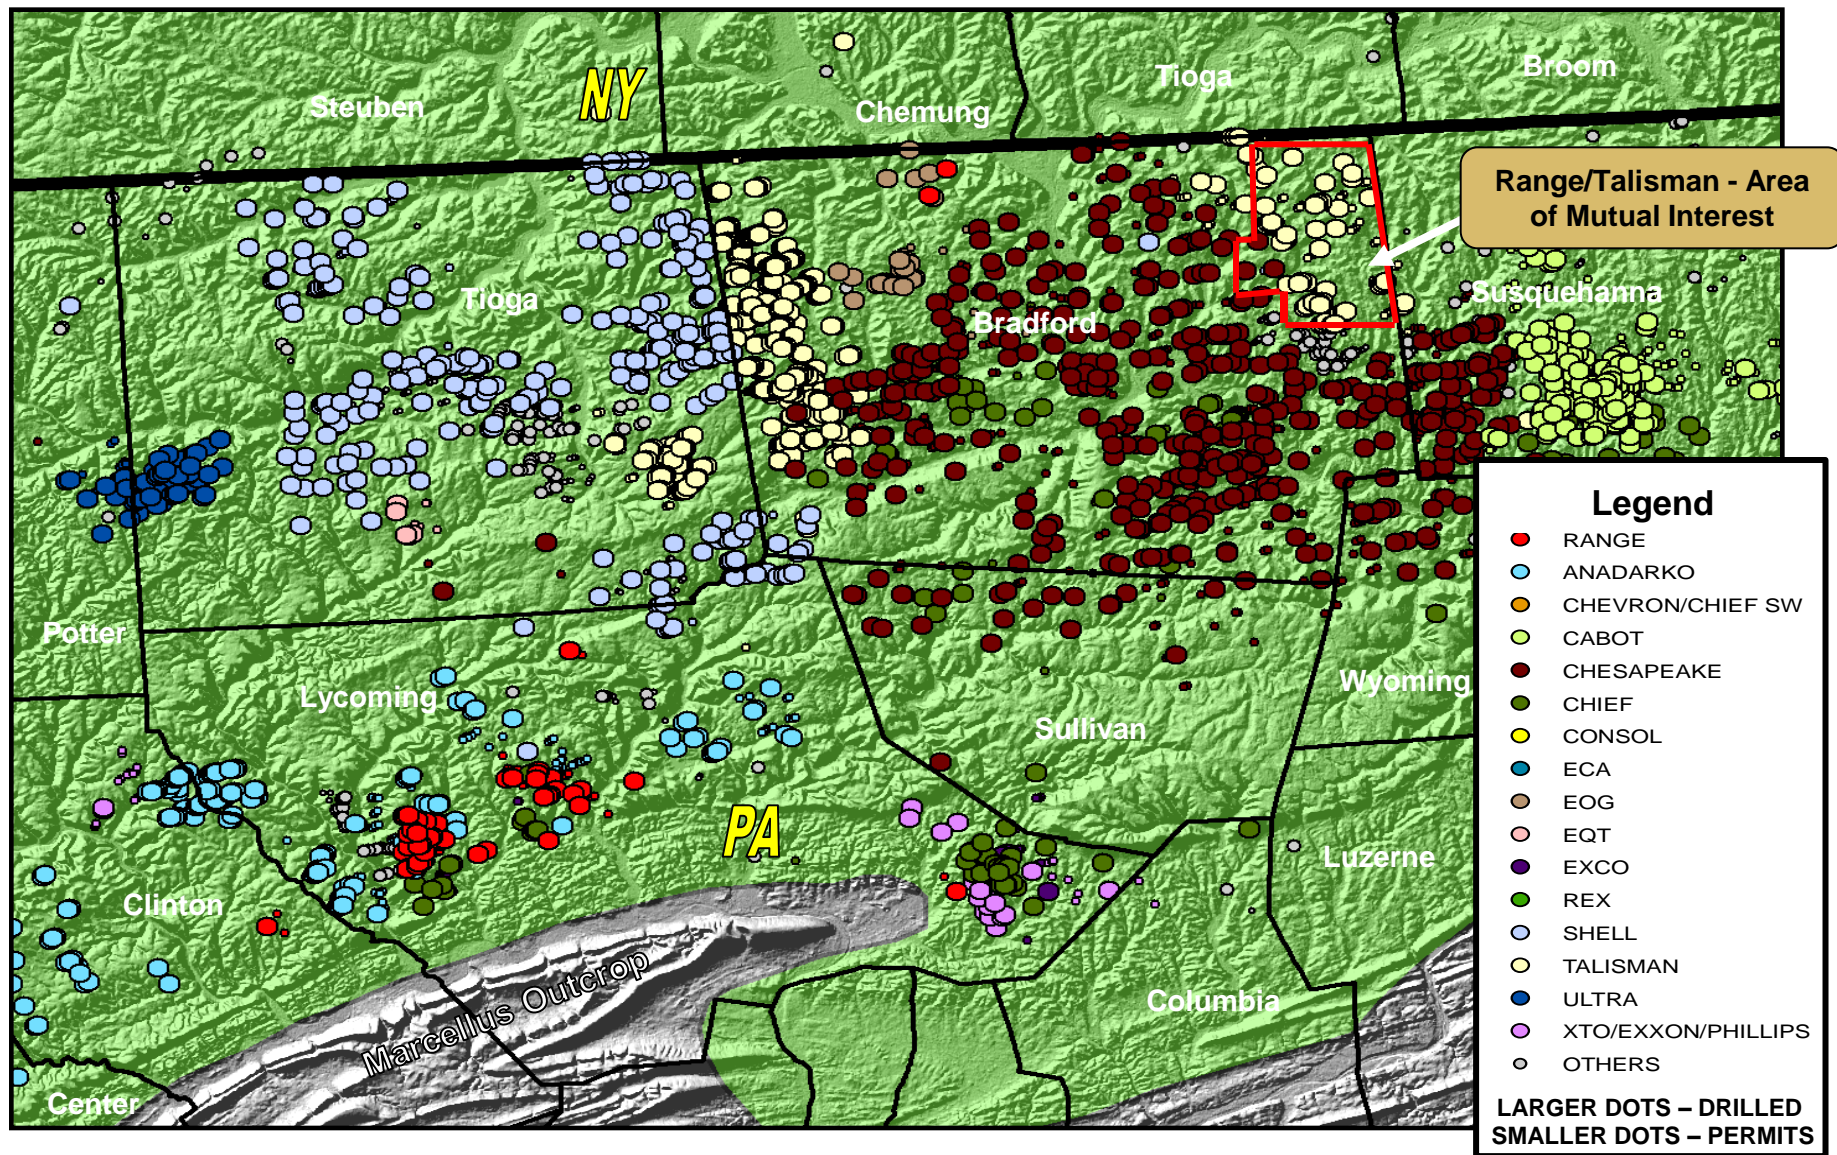 NY
Steuben
Chemung
Tioga
Broom
Range/Talisman - Area
of Mutual Interest
Tioga
Bradford
Susquehanna
Potter
Lycoming
Sullivan
Wyoming
PA
Clinton
Luzerne
Columbia
Marcellus Outcrop
Center
Legend
RANGE
ANADARKO
CHEVRON/CHIEF SW
CABOT
CHESAPEAKE
CHIEF
CONSOL
ECA
EOG
EQT
EXCO
REX
SHELL
TALISMAN
ULTRA
XTO/EXXON/PHILLIPS
OTHERS
LARGER DOTS – DRILLED
SMALLER DOTS – PERMITS